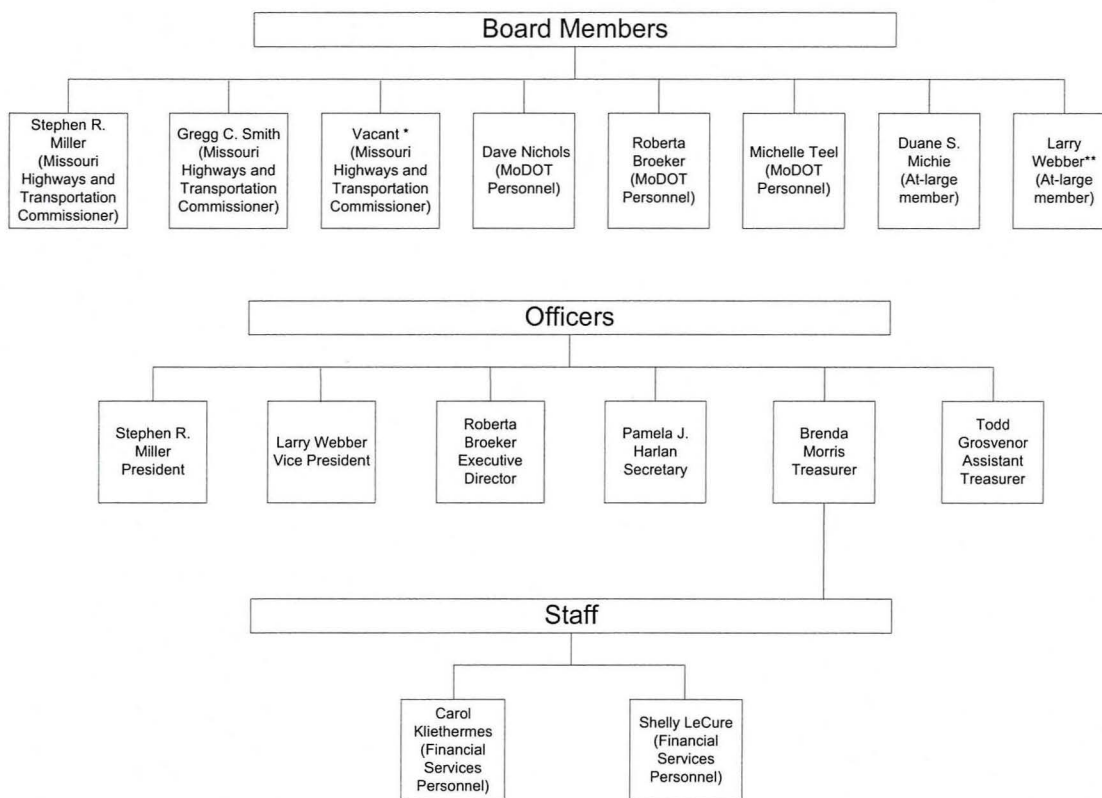 Board Members
Stephen R.
Miller
(Missouri
Highways and
Transportation
Commissioner)
Gregg C. Smith
(Missouri
Highways and
Transportation
Commissioner)
Vacant *
(Missouri
Highways and
Transportation
Commissioner)
Dave Nichols
(MoDOT
Personnel)
Roberta
Broeker
(MoDOT
Personnel)
Michelle Teel
(MoDOT
Personnel)
Duane S.
Michie
(At-large
member)
Larry
Webber**
(At-large
member)
Officers
Stephen R.
Miller
President
Larry Webber
Vice President
Roberta
Broeker
Executive
Director
Pamela J.
Harlan
Secretary
Brenda
Morris
Treasurer
Todd
Grosvenor
Assistant
Treasurer
Staff
Carol
Kliethermes
(Financial
Services
Personnel)
Shelly LeCure
(Financial
Services
Personnel)